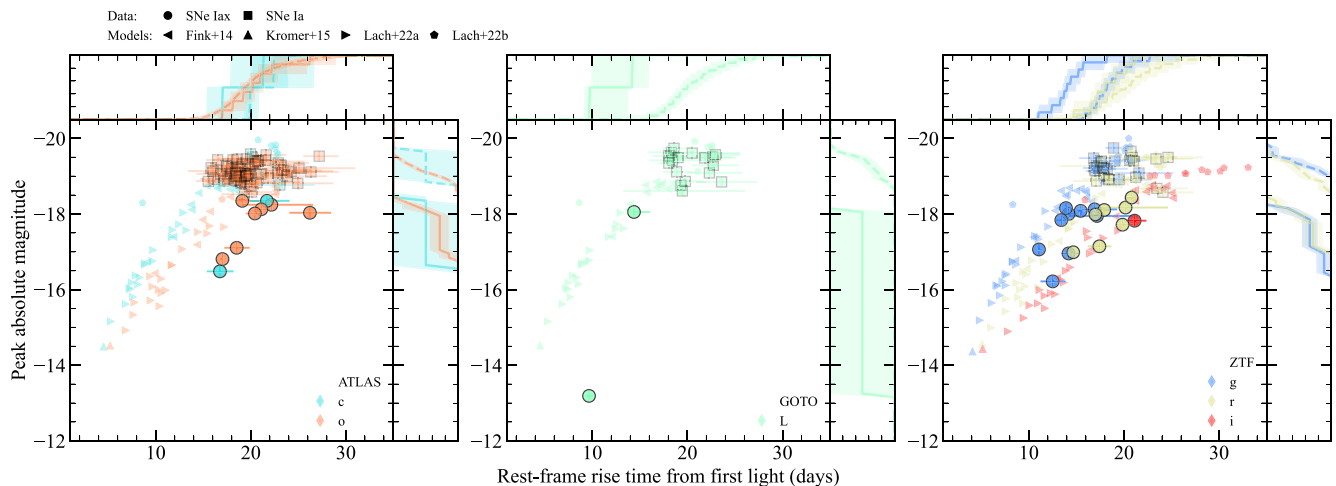 Data: SNe Iax SNe Ia
Models: Fink+14 Kromer+15 Lach+22a Lach+22b
Peak absolute magnitude
−20
−18
−16
−14
−12
10 20 30
ATLAS
c
o
−20
−18
−16
−14
−12
10 20 30
GOTO
L
−20
−18
−16
−14
−12
10 20 30
ZTF
g
r
i
Rest-frame rise time from first light (days)